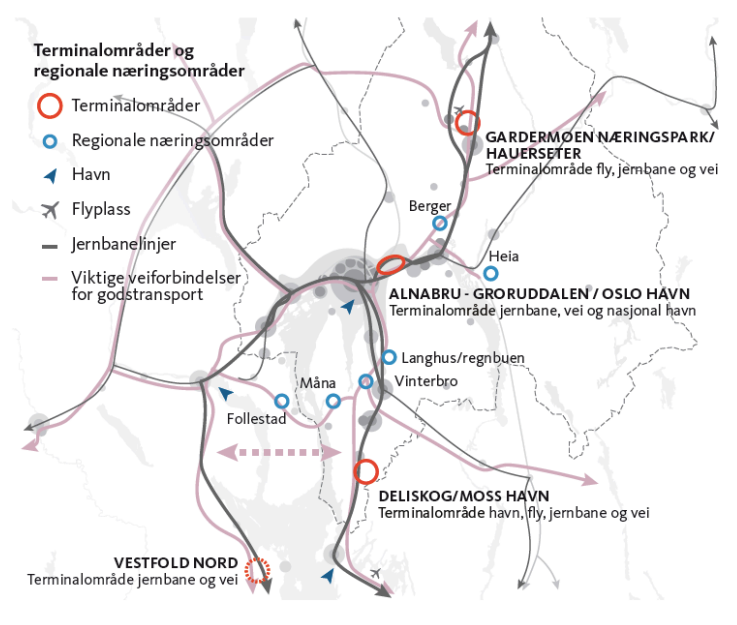 Terminalområder og
regionale næringsområder
Terminalområder
Regionale næringsområder
Havn
Flyplass
Jernbanelinjer
Viktige veiforbindelser
for godstransport
GARDERMOEN NÆRINGSPARK/
HAUERSETER
Terminalområde fly, jernbane og vei
Berger
Heia
ALNABRU - GRORUDDALEN / OSLO HAVN
Terminalområde jernbane, vei og nasjonal havn
Langhus/regnbuen
Vinterbro
Måna
Follestad
DELISKOG/MOSS HAVN
Terminalområde havn, fly, jernbane og vei
VESTFOLD NORD
Terminalområde jernbane og vei